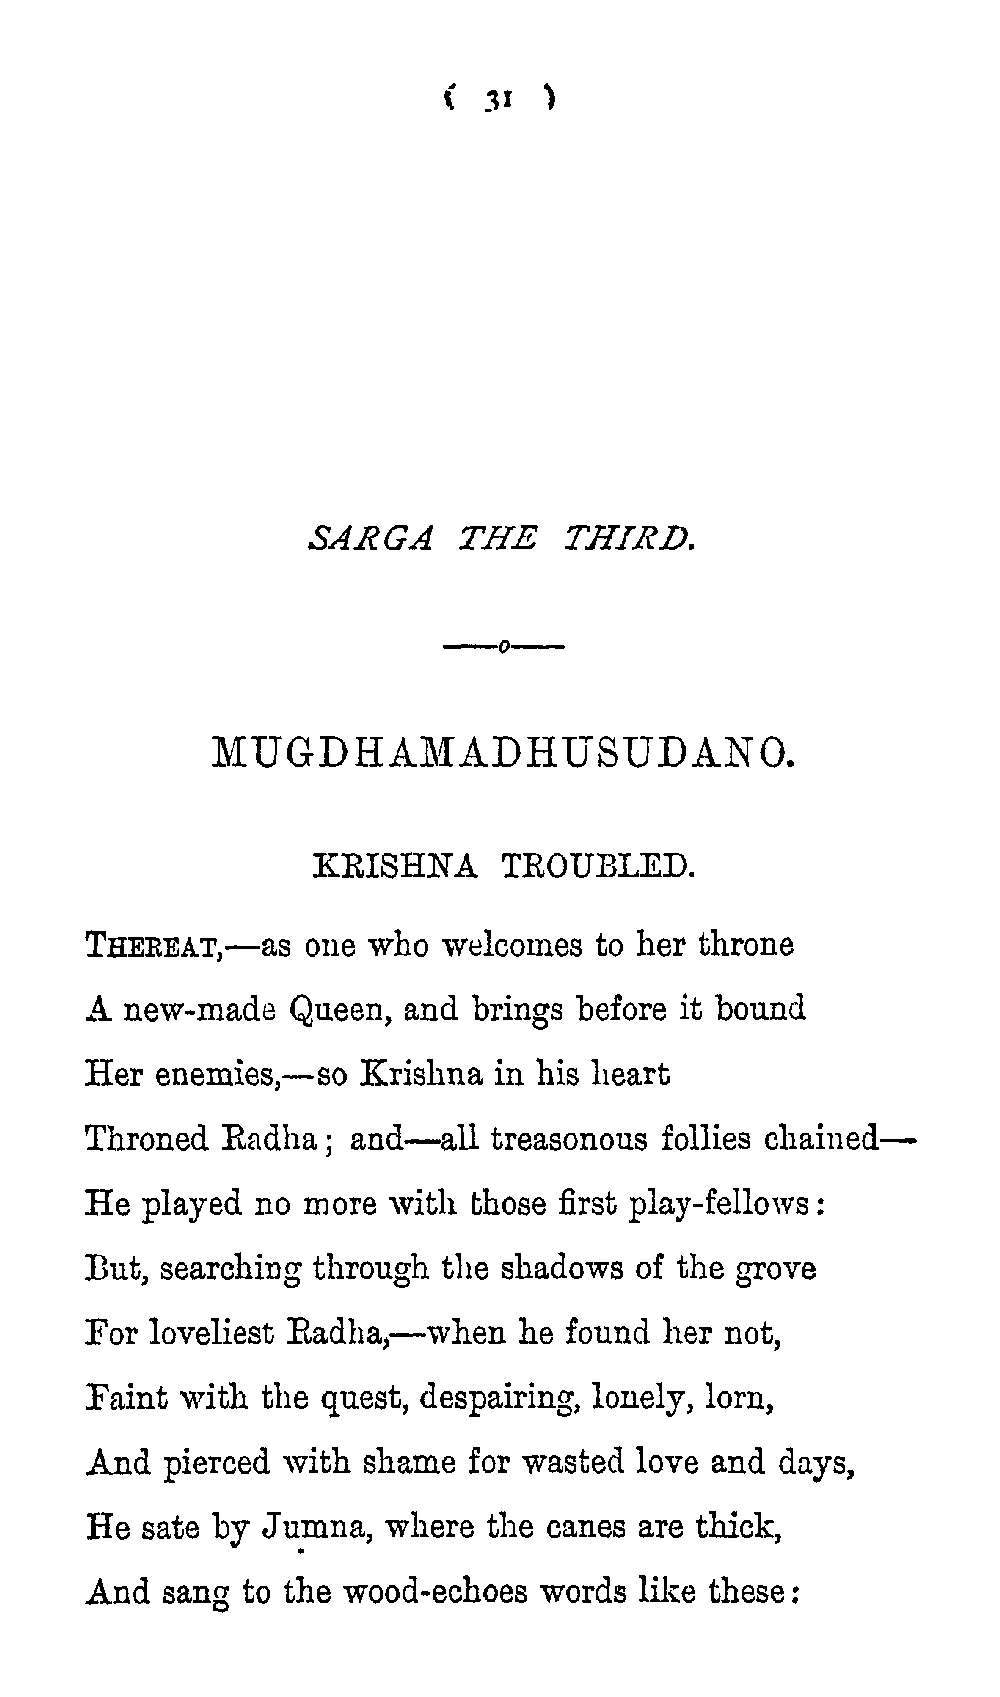 ( 31 )
SARGA THE THIRD.
MUGDHAMADHUSUDANO.
KRISHNA TROUBLED.
THEREAT,—as one who welcomes to her throne
A new-made Queen, and brings before it bound
Her enemies,—so Krishna in his heart
Throned Radha; and—all treasonous follies chained—
He played no more with those first play-fellows:
But, searching through the shadows of the grove
For loveliest Radha,—when he found her not,
Faint with the quest, despairing, lonely, lorn,
And pierced with shame for wasted love and days,
He sate by Jumna, where the canes are thick,
And sang to the wood-echoes words like these: